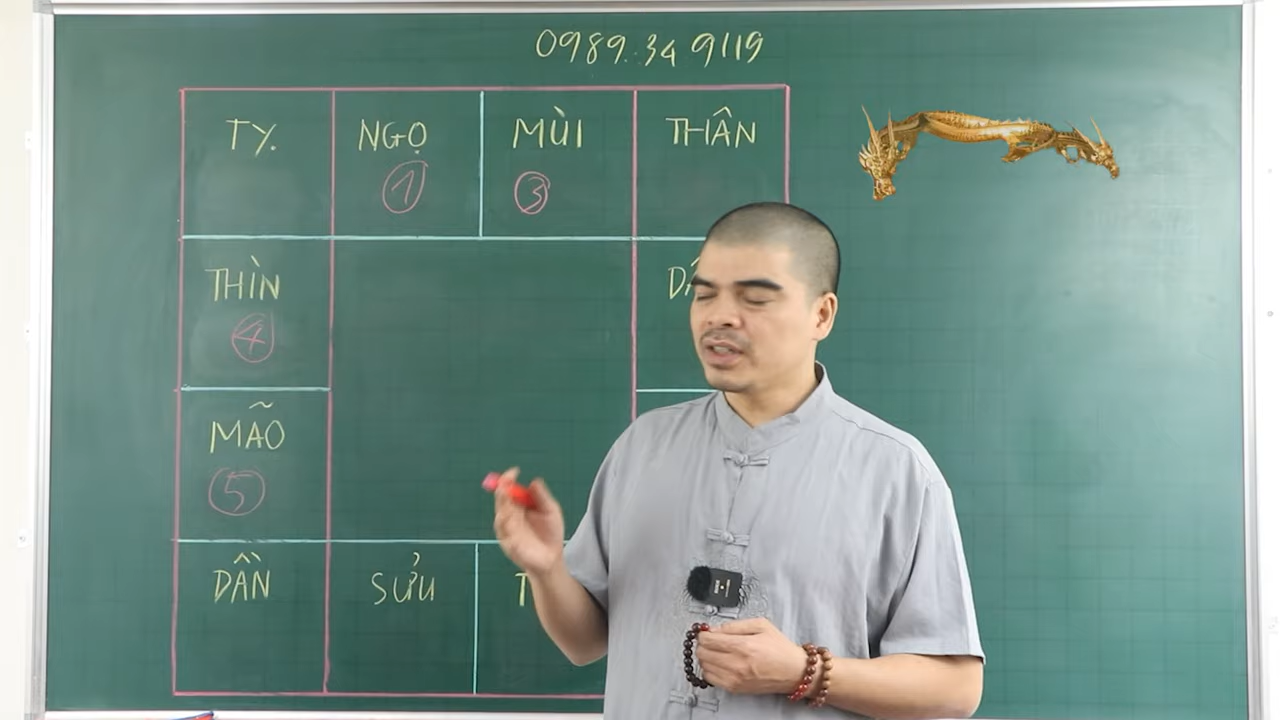 0989.34 9119
TỴ. NGỌ MÙI THÂN
① ③
THÌN
④
MÃO
⑤
DẦN SỬU